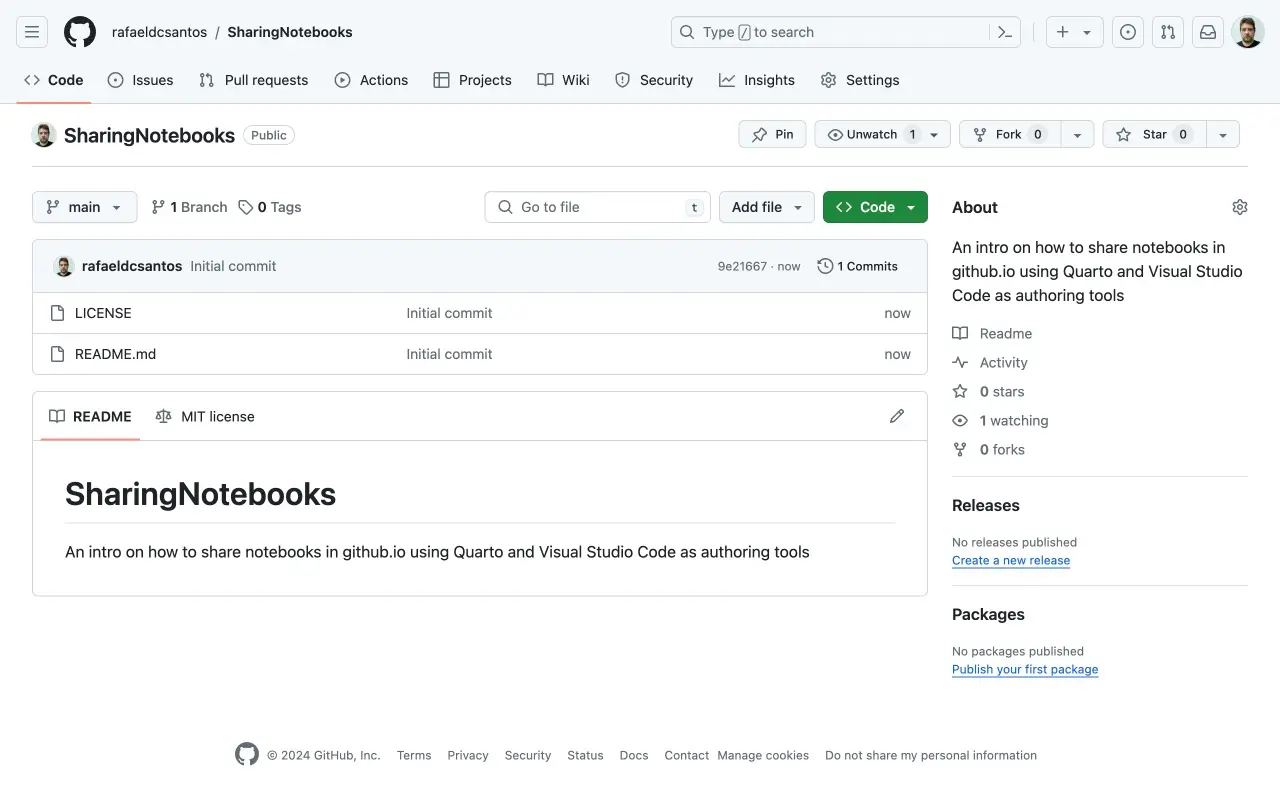 rafaeldcsantos / SharingNotebooks
Type / to search
Code Issues Pull requests Actions Projects Wiki Security Insights Settings
SharingNotebooks Public
Pin Unwatch 1 Fork 0 Star 0
main 1 Branch 0 Tags Go to file t Add file Code
rafaeldcsantos Initial commit 9e21667 · now 1 Commits
LICENSE Initial commit now
README.md Initial commit now
README MIT license
SharingNotebooks
An intro on how to share notebooks in github.io using Quarto and Visual Studio Code as authoring tools
About
An intro on how to share notebooks in
github.io using Quarto and Visual Studio
Code as authoring tools
Readme
Activity
0 stars
1 watching
0 forks
Releases
No releases published
Create a new release
Packages
No packages published
Publish your first package
© 2024 GitHub, Inc. Terms Privacy Security Status Docs Contact Manage cookies Do not share my personal information